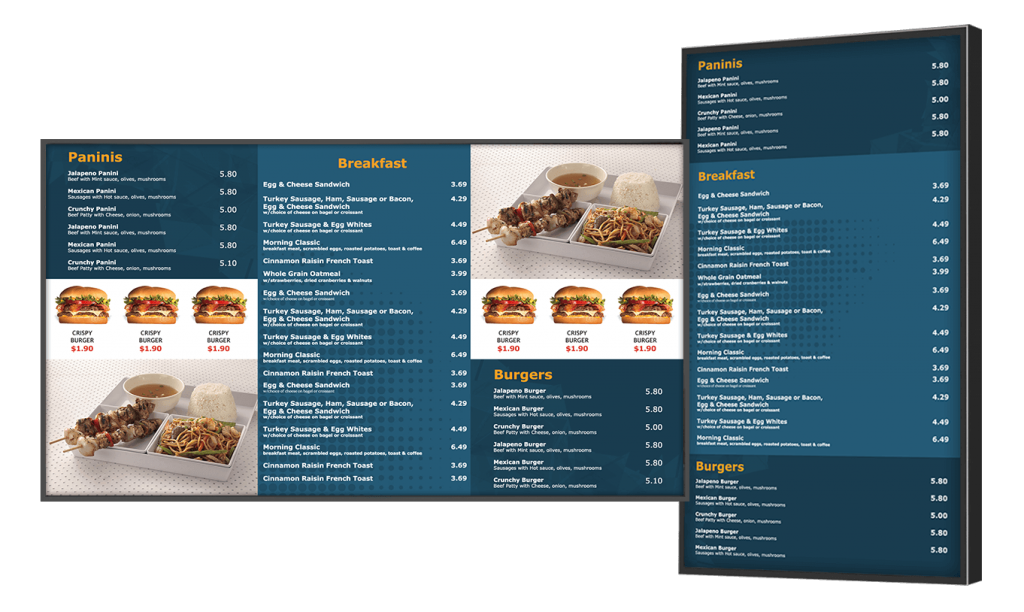 Paninis
Jalapeno Panini 5.80
Beef with Mint sauce, olives, mushrooms
Mexican Panini 5.80
Sausages with Hot sauce, olives, mushrooms
Crunchy Panini 5.00
Beef Patty with Cheese, onion, mushrooms
Jalapeno Panini 5.80
Beef with Mint sauce, olives, mushrooms
Mexican Panini 5.80
Sausages with Hot sauce, olives, mushrooms
Crunchy Panini 5.10
Beef Patty with Cheese, onion, mushrooms
CRISPY CRISPY CRISPY
BURGER BURGER BURGER
$1.90 $1.90 $1.90
Breakfast
Egg & Cheese Sandwich 3.69
Turkey Sausage, Ham, Sausage or Bacon, 4.29
Egg & Cheese Sandwich
w/choice of cheese on bagel or croissant
Turkey Sausage & Egg Whites 4.49
w/choice of cheese on bagel or croissant
Morning Classic 6.49
breakfast meat, scrambled eggs, roasted potatoes, toast & coffee
Cinnamon Raisin French Toast 3.69
Whole Grain Oatmeal 3.99
w/strawberries, dried cranberries & walnuts
Egg & Cheese Sandwich 3.69
w/choice of cheese on bagel or croissant
Turkey Sausage, Ham, Sausage or Bacon, 4.29
Egg & Cheese Sandwich
w/choice of cheese on bagel or croissant
Turkey Sausage & Egg Whites 4.49
w/choice of cheese on bagel or croissant
Morning Classic 6.49
breakfast meat, scrambled eggs, roasted potatoes, toast & coffee
Cinnamon Raisin French Toast 3.69
Egg & Cheese Sandwich 3.69
w/choice of cheese on bagel or croissant
Turkey Sausage, Ham, Sausage or Bacon, 4.29
Egg & Cheese Sandwich
w/choice of cheese on bagel or croissant
Turkey Sausage & Egg Whites 4.49
w/choice of cheese on bagel or croissant
Morning Classic 6.49
breakfast meat, scrambled eggs, roasted potatoes, toast & coffee
Cinnamon Raisin French Toast 3.69
Cinnamon Raisin French Toast 3.69
CRISPY CRISPY CRISPY
BURGER BURGER BURGER
$1.90 $1.90 $1.90
Burgers
Jalapeno Burger 5.80
Beef with Mint sauce, olives, mushrooms
Mexican Burger 5.80
Sausages with Hot sauce, olives, mushrooms
Crunchy Burger 5.00
Beef Patty with Cheese, onion, mushrooms
Jalapeno Burger 5.80
Beef with Mint sauce, olives, mushrooms
Mexican Burger 5.80
Sausages with Hot sauce, olives, mushrooms
Crunchy Burger 5.10
Beef Patty with Cheese, onion, mushrooms
Paninis 5.80
Jalapeno Panini 5.80
Beef with Mint sauce, olives, mushrooms
Mexican Panini 5.00
Sausages with Hot sauce, olives, mushrooms
Crunchy Panini 5.80
Beef Patty with Cheese, onion, mushrooms
Jalapeno Panini 5.80
Beef with Mint sauce, olives, mushrooms
Mexican Panini
Sausages with Hot sauce, olives, mushrooms
Breakfast
Egg & Cheese Sandwich 3.69
Turkey Sausage, Ham, Sausage or Bacon, 4.29
Egg & Cheese Sandwich
w/choice of cheese on bagel or croissant
Turkey Sausage & Egg Whites 4.49
w/choice of cheese on bagel or croissant
Morning Classic 6.49
breakfast meat, scrambled eggs, roasted potatoes, toast & coffee
Cinnamon Raisin French Toast 3.69
Whole Grain Oatmeal 3.99
w/strawberries, dried cranberries & walnuts
Egg & Cheese Sandwich 3.69
w/choice of cheese on bagel or croissant
Turkey Sausage, Ham, Sausage or Bacon, 4.29
Egg & Cheese Sandwich
w/choice of cheese on bagel or croissant
Turkey Sausage & Egg Whites 4.49
w/choice of cheese on bagel or croissant
Morning Classic 6.49
breakfast meat, scrambled eggs, roasted potatoes, toast & coffee
Cinnamon Raisin French Toast 3.69
Egg & Cheese Sandwich 3.69
w/choice of cheese on bagel or croissant
Turkey Sausage, Ham, Sausage or Bacon, 4.29
Egg & Cheese Sandwich
w/choice of cheese on bagel or croissant
Turkey Sausage & Egg Whites 4.49
w/choice of cheese on bagel or croissant
Morning Classic 6.49
breakfast meat, scrambled eggs, roasted potatoes, toast & coffee
Burgers
Jalapeno Burger 5.80
Beef with Mint sauce, olives, mushrooms
Mexican Burger 5.80
Sausages with Hot sauce, olives, mushrooms
Crunchy Burger 5.00
Beef Patty with Cheese, onion, mushrooms
Jalapeno Burger 5.80
Beef with Mint sauce, olives, mushrooms
Mexican Burger 5.80
Sausages with Hot sauce, olives, mushrooms